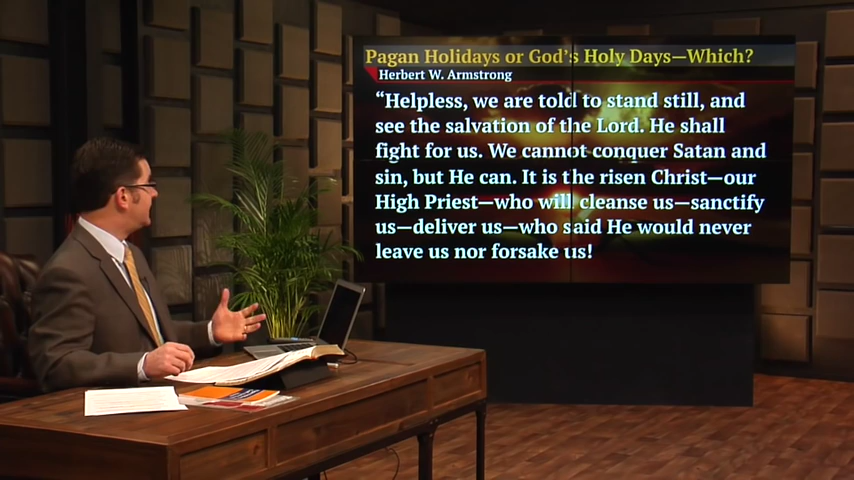 Pagan Holidays or God's Holy Days—Which?
Herbert W. Armstrong
“Helpless, we are told to stand still, and
see the salvation of the Lord. He shall
fight for us. We cannot conquer Satan and
sin, but He can. It is the risen Christ—our
High Priest—who will cleanse us—sanctify
us—deliver us—who said He would never
leave us nor forsake us!